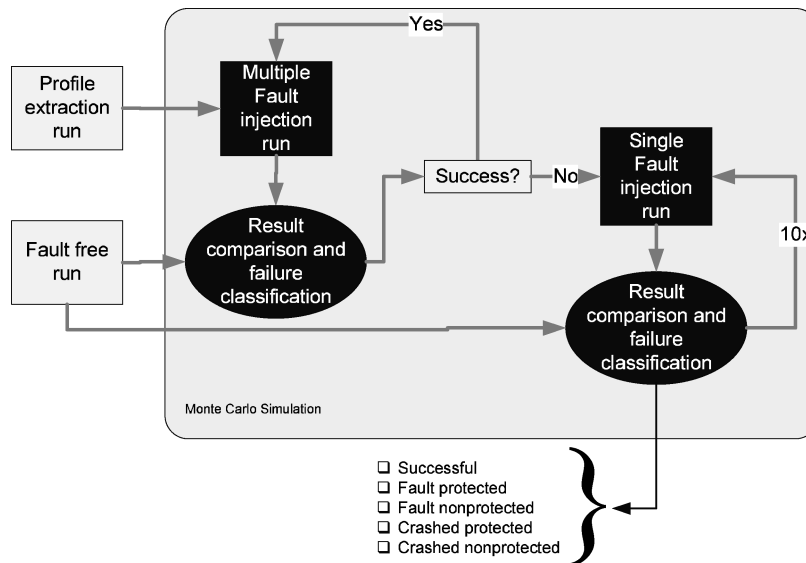 Yes
Profile
extraction
run
Multiple
Fault
injection
run
Success?
No
Single
Fault
injection
run
Fault free
run
Result
comparison and
failure
classification
10x
Result
comparison and
failure
classification
Monte Carlo Simulation
❑ Successful
❑ Fault protected
❑ Fault nonprotected
❑ Crashed protected
❑ Crashed nonprotected